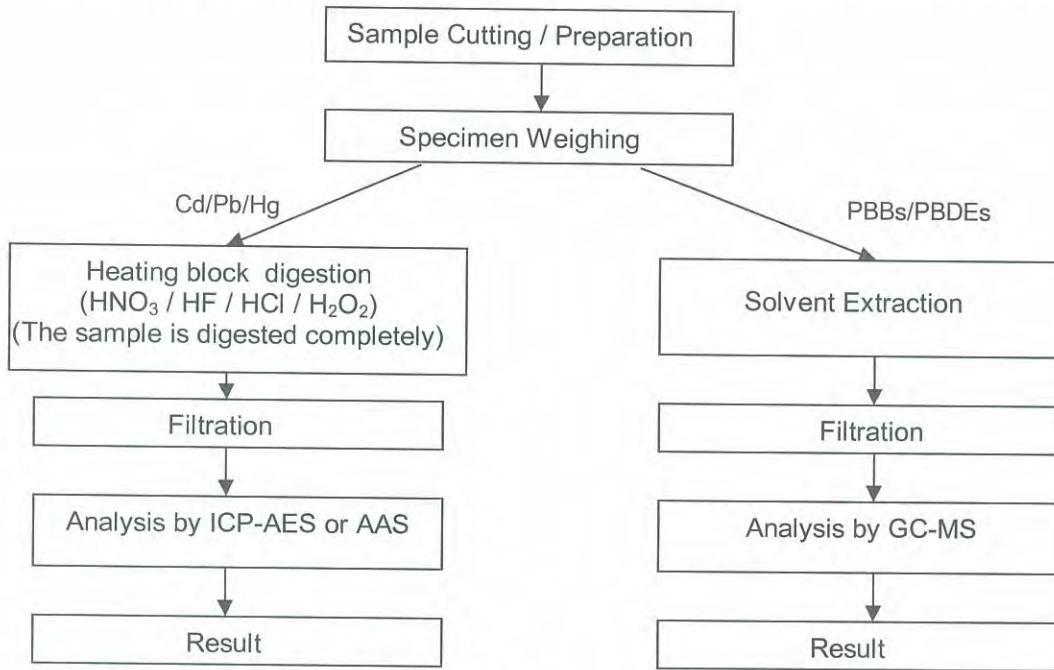 Sample Cutting / Preparation
Specimen Weighing
Cd/Pb/Hg
PBBs/PBDEs
Heating block digestion
(HNO₃ / HF / HCl / H₂O₂)
(The sample is digested completely)
Solvent Extraction
Filtration
Filtration
Analysis by ICP-AES or AAS
Analysis by GC-MS
Result
Result